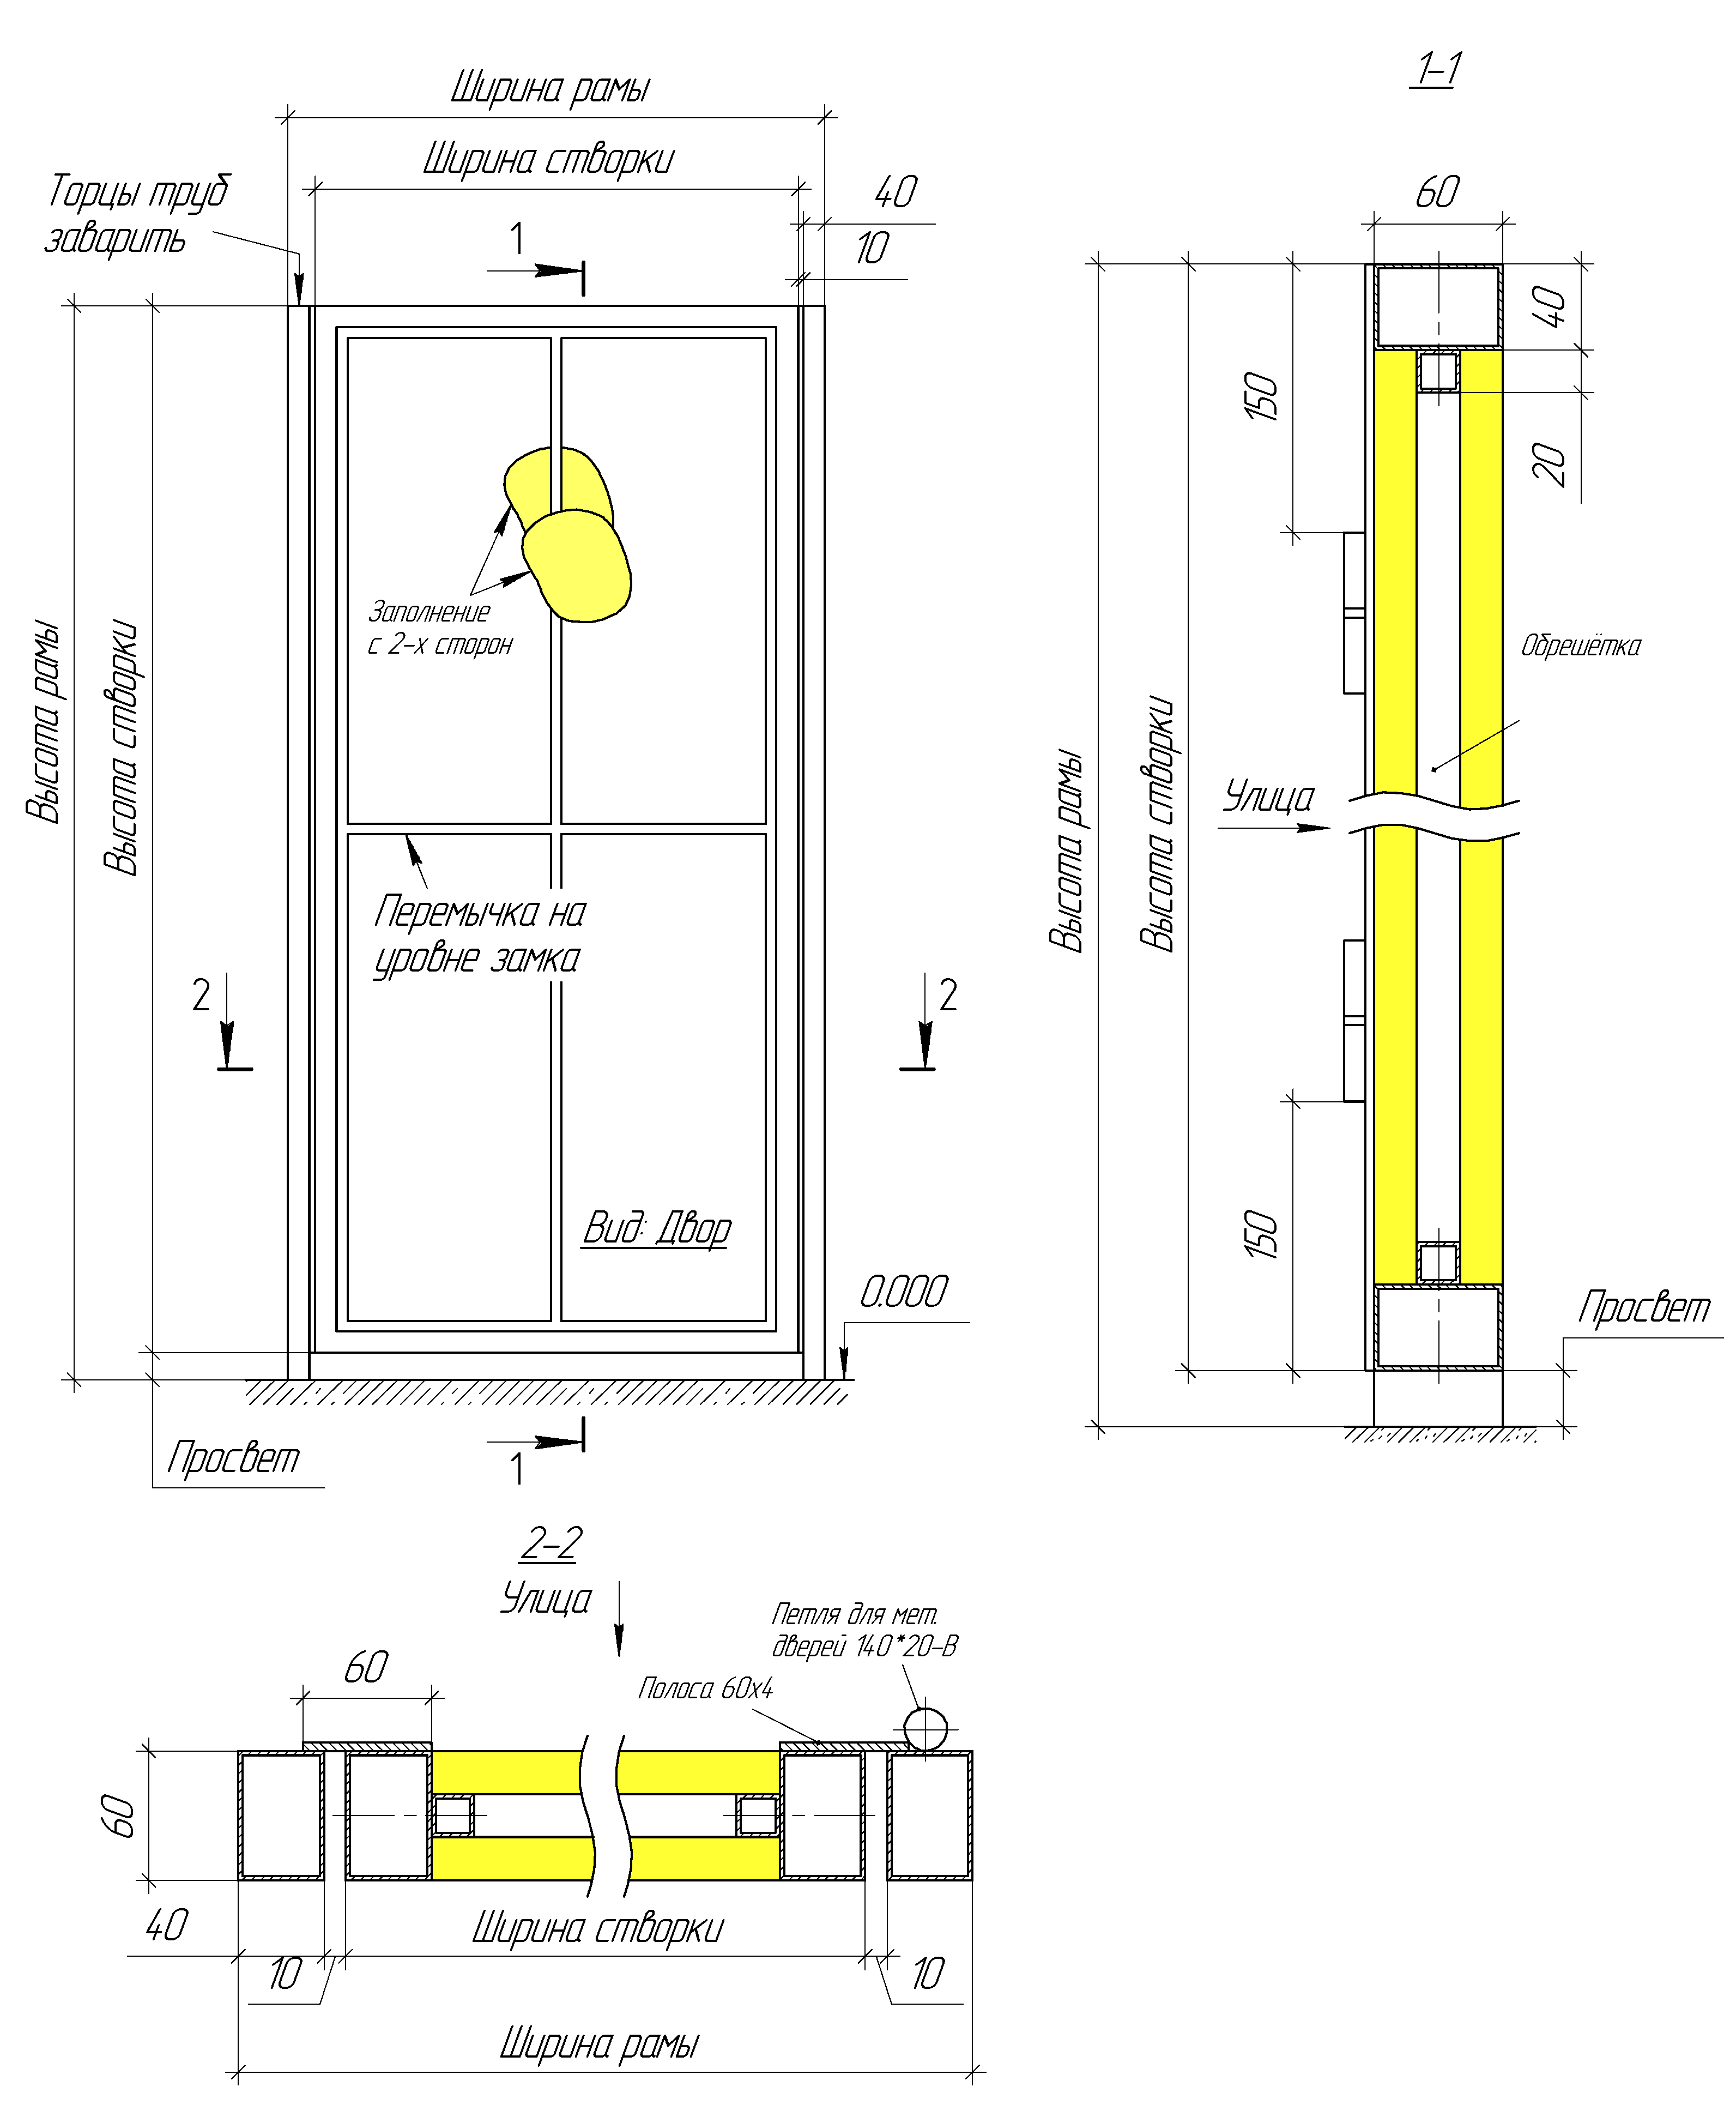 Ширина рамы
Ширина створки
Торцы труб
заварить
40
10
1
Высота рамы
Высота створки
Заполнение
с 2-х сторон
Перемычка на
уровне замка
2
2
Вид: Двор
0.000
Просвет
1
1-1
60
40
20
150
Обрешётка
Улица
Высота рамы
Высота створки
150
Просвет
2-2
Улица
Петля для мет.
дверей 140*20-В
Полоса 60х4
60
60
40
10
Ширина створки
10
Ширина рамы